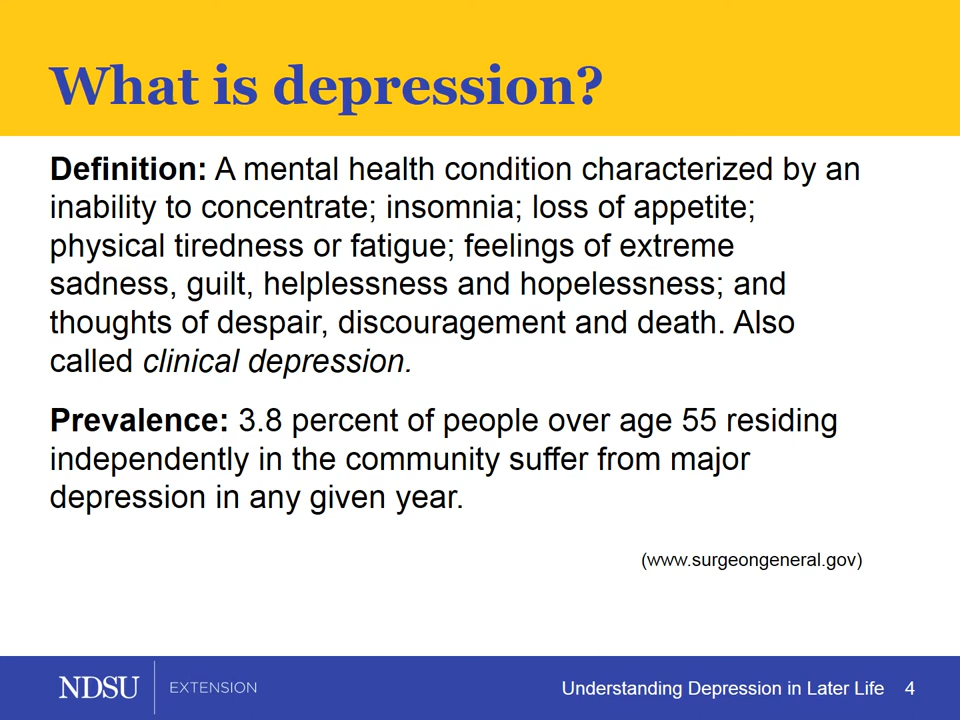 What is depression?
Definition: A mental health condition characterized by an
inability to concentrate; insomnia; loss of appetite;
physical tiredness or fatigue; feelings of extreme
sadness, guilt, helplessness and hopelessness; and
thoughts of despair, discouragement and death. Also
called clinical depression.
Prevalence: 3.8 percent of people over age 55 residing
independently in the community suffer from major
depression in any given year.
(www.surgeongeneral.gov)
NDSU EXTENSION
Understanding Depression in Later Life 4